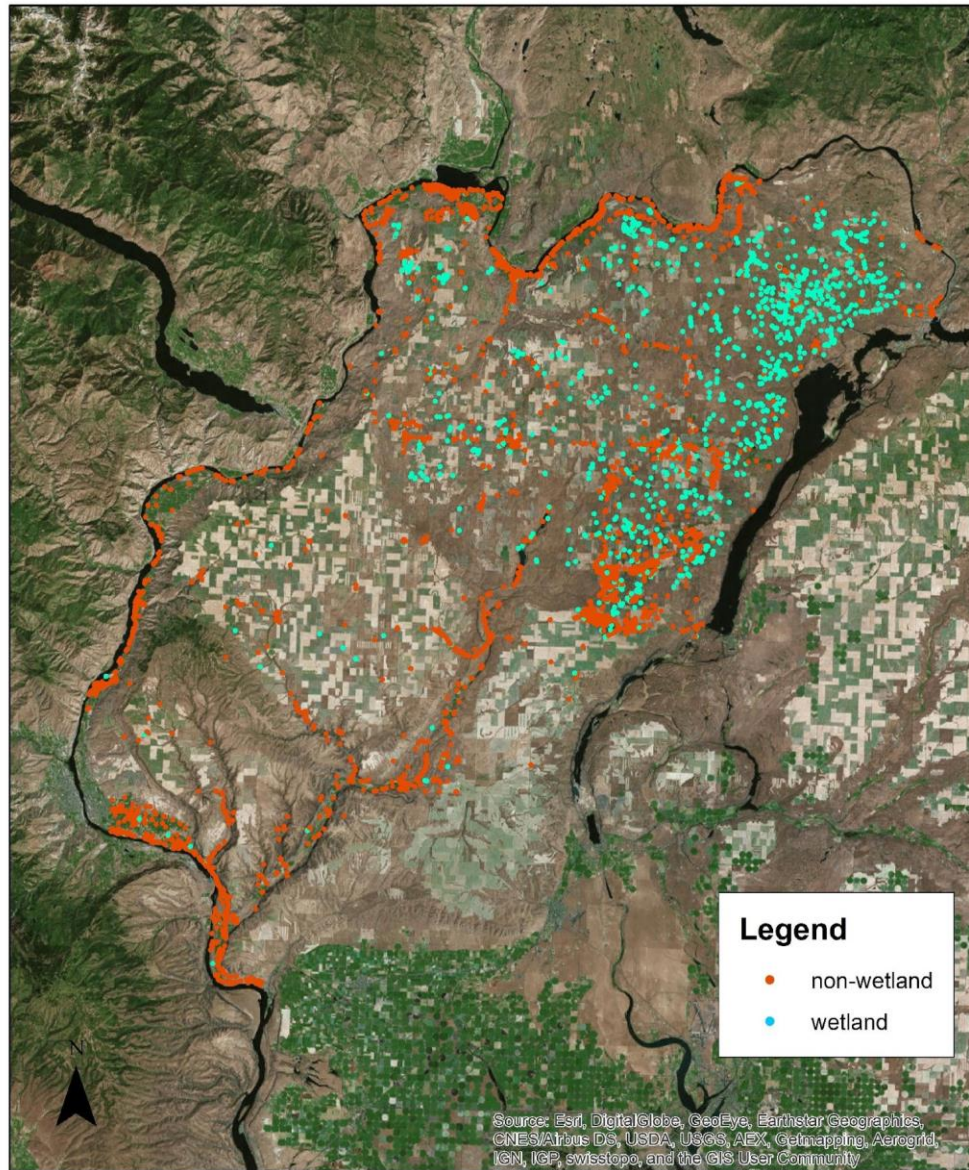 Legend
non-wetland
wetland
N
Source: Esri, DigitalGlobe, GeoEye, Earthstar Geographics,
CNES/Airbus DS, USDA, USGS, AEX, Getmapping, Aerogrid,
IGN, IGP, swisstopo, and the GIS User Community